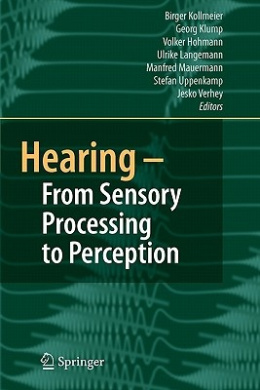 Birger Kollmeier
Georg Klump
Volker Hohmann
Ulrike Langemann
Manfred Mauermann
Stefan Uppenkamp
Jesko Verhey
Editors
Hearing –
From Sensory
Processing
to Perception
Springer